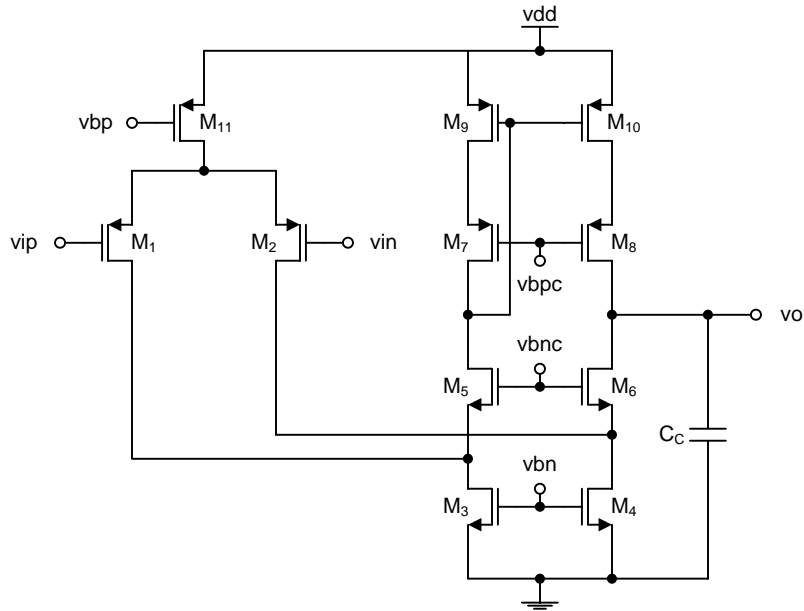 vdd
vbp
M₁₁
M₉
M₁₀
vip
M₁
M₂
vin
M₇
M₈
vbpc
vo
vbnc
M₅
M₆
C_C
vbn
M₃
M₄